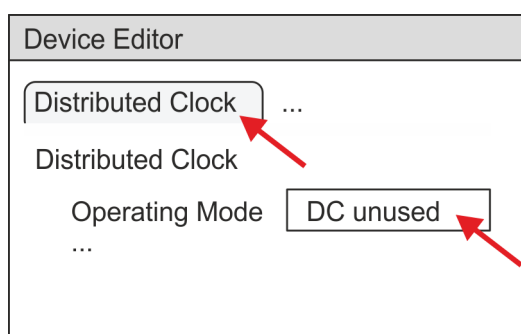 Device Editor
Distributed Clock ...
Distributed Clock
Operating Mode DC unused
...